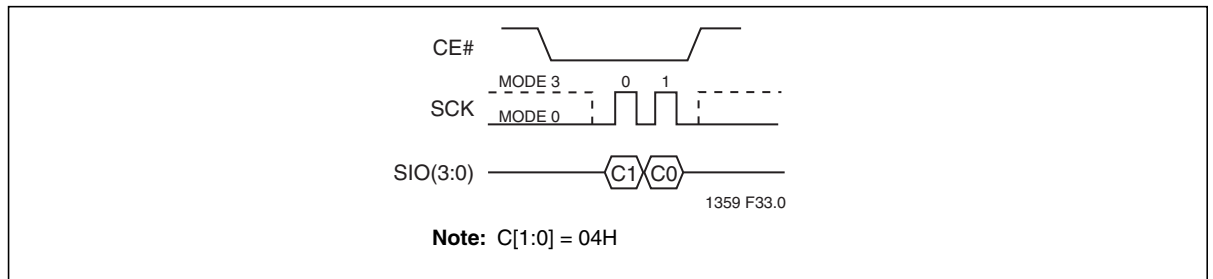 CE#
MODE 3 0 1
SCK
MODE 0
SIO(3:0) C1 C0
1359 F33.0
Note: C[1:0] = 04H